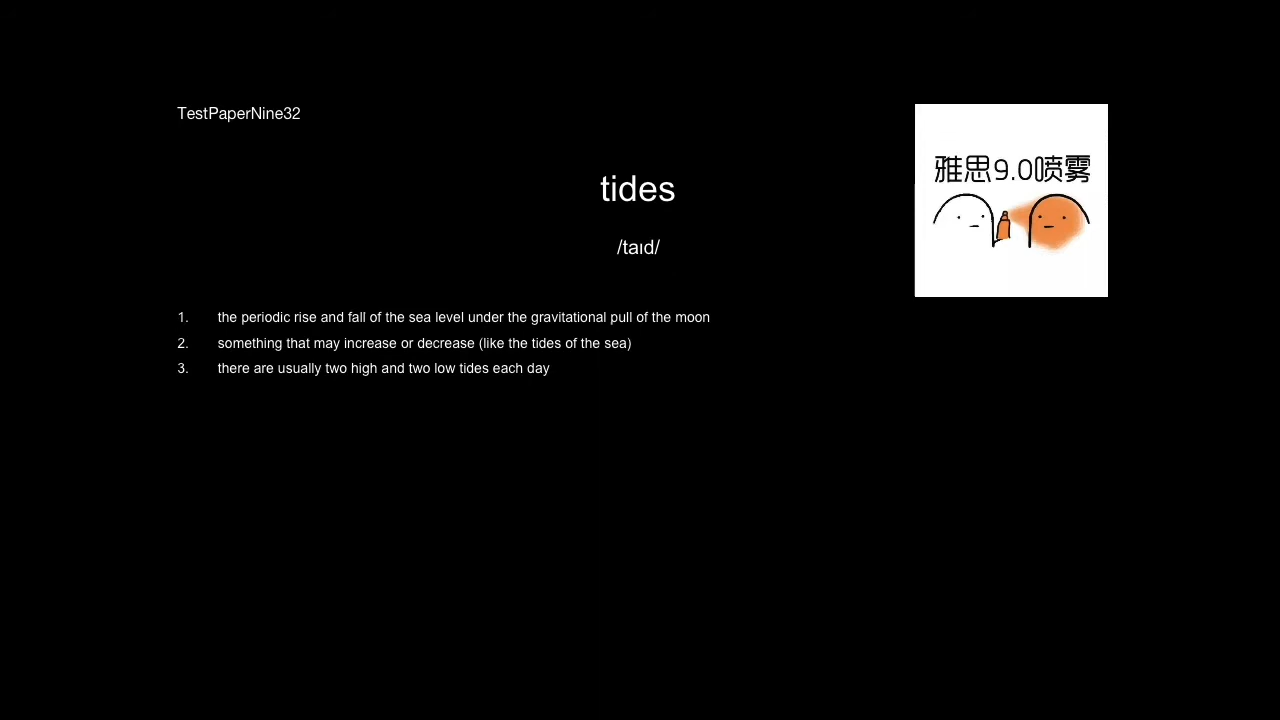 TestPaperNine32
雅思9.0喷雾
tides
/taɪd/
1. the periodic rise and fall of the sea level under the gravitational pull of the moon
2. something that may increase or decrease (like the tides of the sea)
3. there are usually two high and two low tides each day